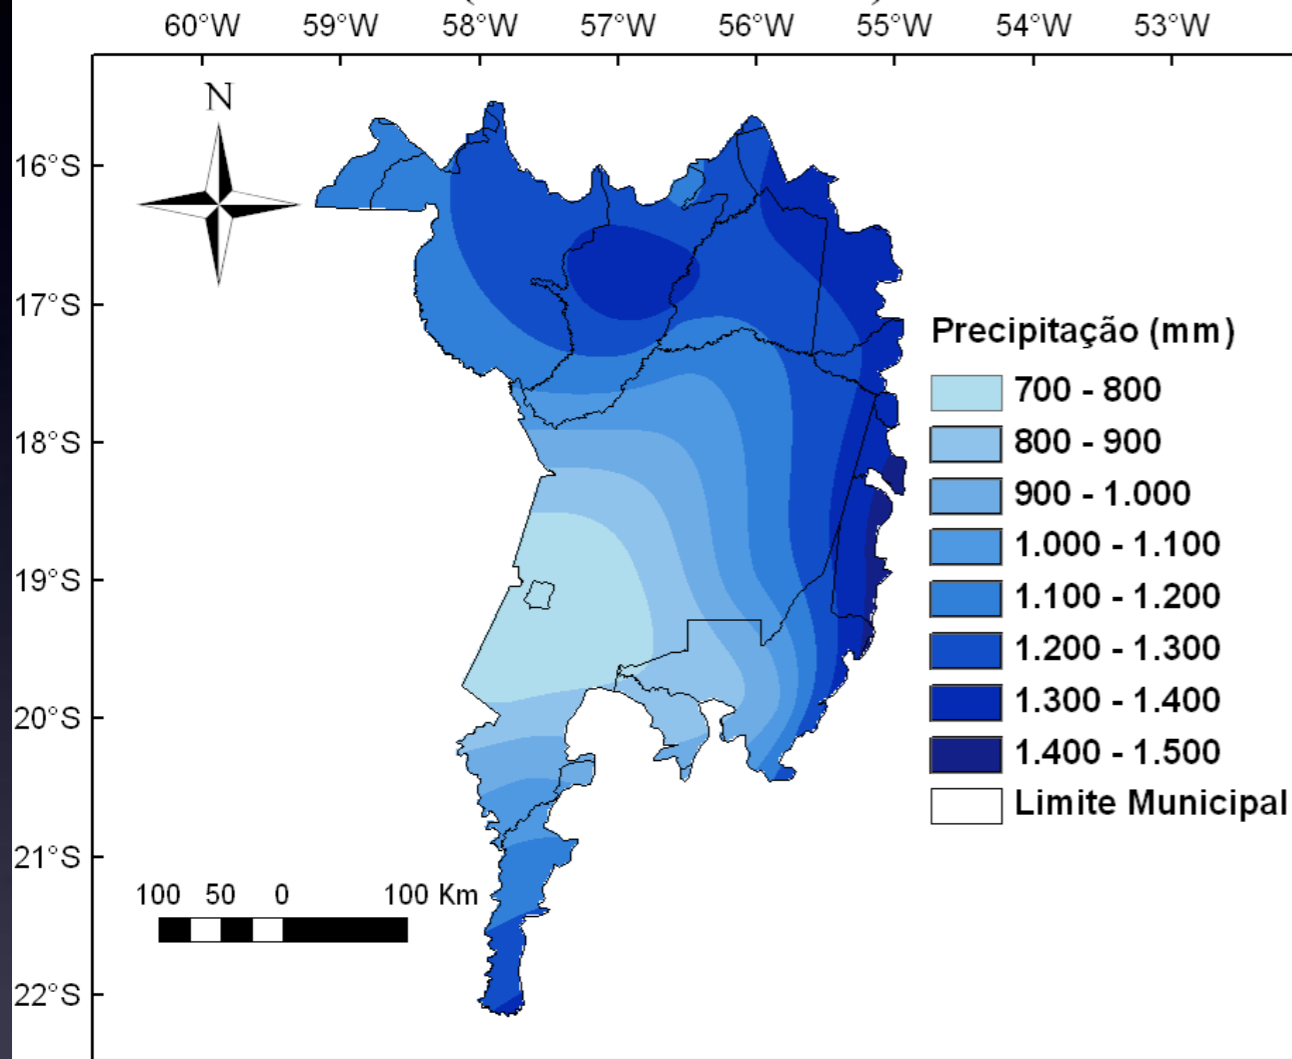 60°W 59°W 58°W 57°W 56°W 55°W 54°W 53°W
N
16°S
17°S
Precipitação (mm)
700 - 800
18°S
800 - 900
900 - 1.000
1.000 - 1.100
19°S
1.100 - 1.200
1.200 - 1.300
1.300 - 1.400
20°S
1.400 - 1.500
Limite Municipal
21°S
100 50 0 100 Km
22°S